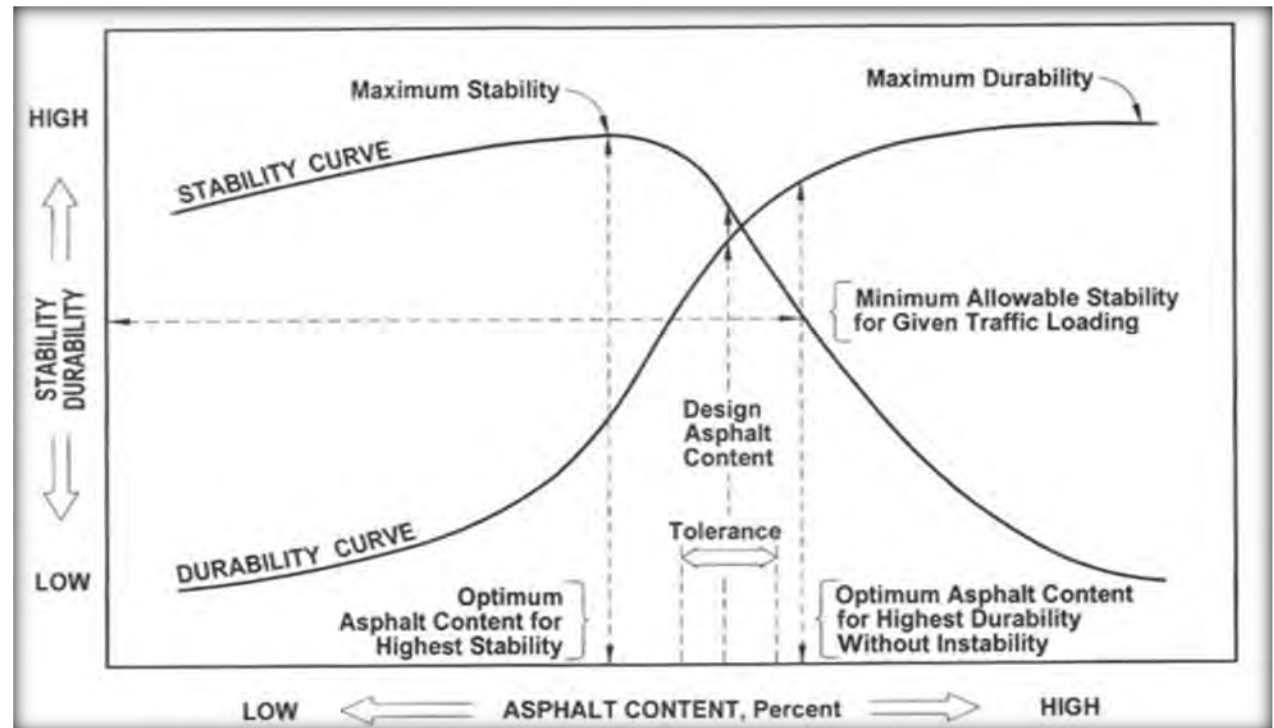 Maximum Stability
Maximum Durability
HIGH
STABILITY CURVE
STABILITY
DURABILITY
Minimum Allowable Stability
for Given Traffic Loading
Design
Asphalt
Content
Tolerance
DURABILITY CURVE
LOW
Optimum
Asphalt Content for
Highest Stability
Optimum Asphalt Content
for Highest Durability
Without Instability
LOW
ASPHALT CONTENT, Percent
HIGH